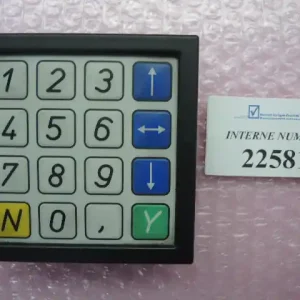 1 2 3 ↑
4 5 6 ↔
7 8 9 ↓
N 0 , Y
INTERNE NUM
2258